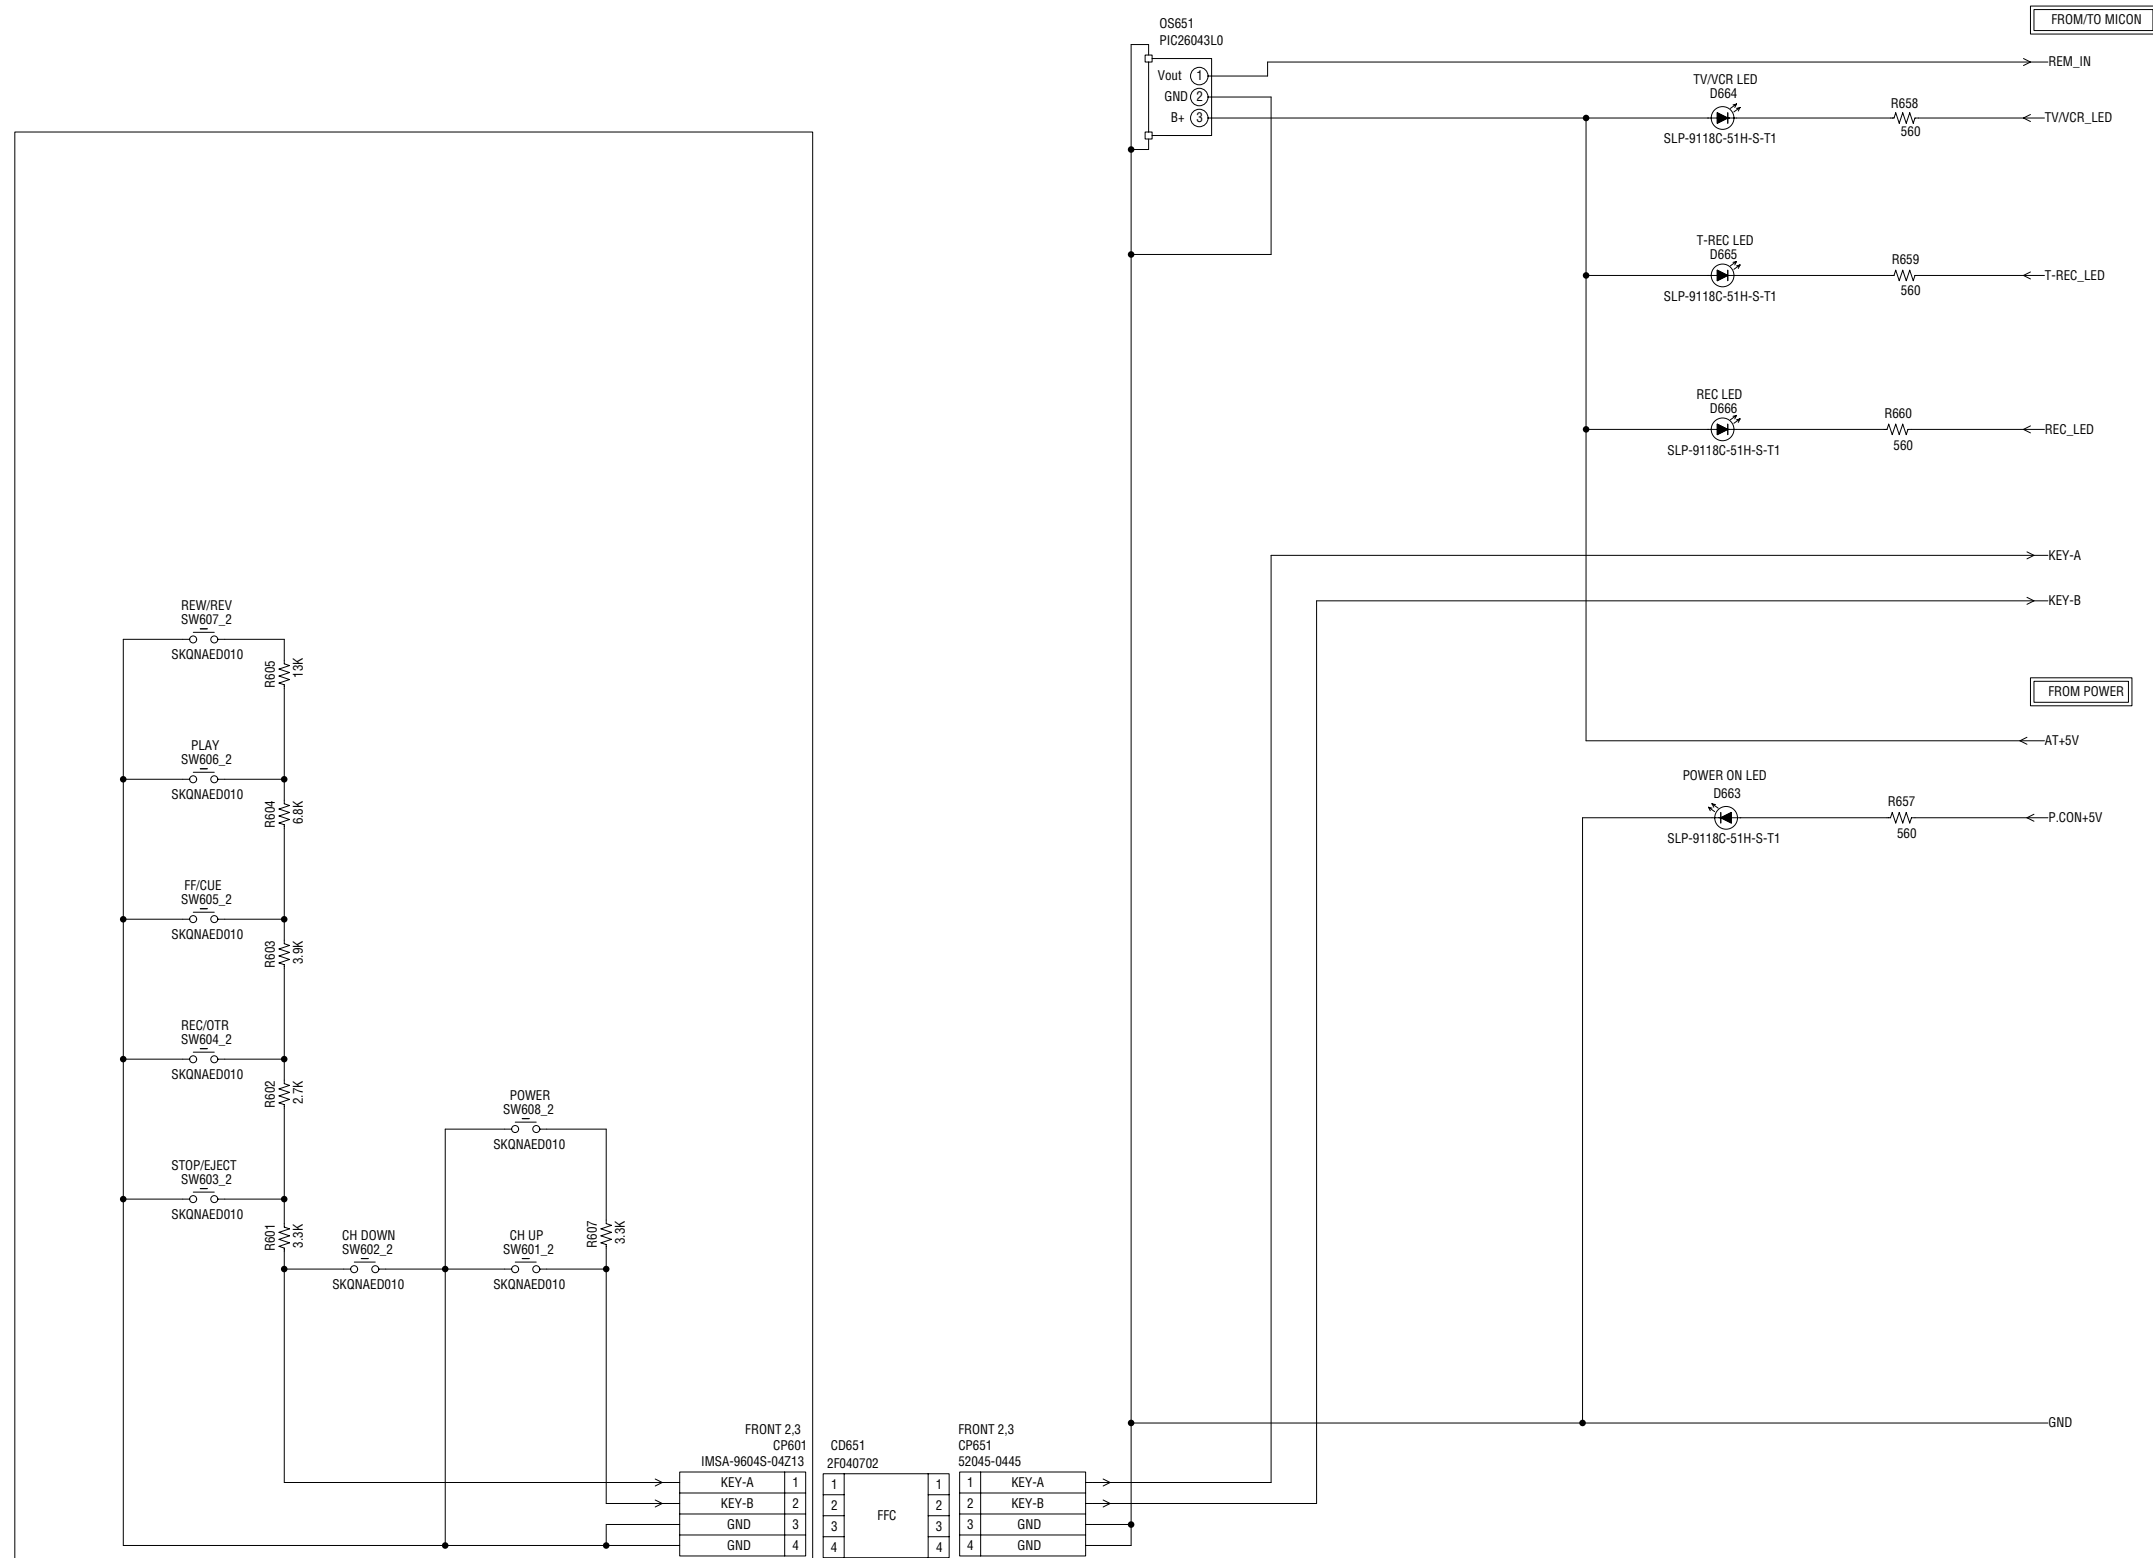 FROM/TO MICON
OS651
PIC26043L0
Vout 1
GND 2
B+ 3
REM_IN
TV/VCR LED
D664
SLP-9118C-51H-S-T1
R658
560
TV/VCR_LED
T-REC LED
D665
SLP-9118C-51H-S-T1
R659
560
T-REC_LED
REC LED
D666
SLP-9118C-51H-S-T1
R660
560
REC_LED
KEY-A
KEY-B
FROM POWER
AT+5V
POWER ON LED
D663
SLP-9118C-51H-S-T1
R657
560
P.CON+5V
GND
REW/REV
SW607_2
SKQNAED010
R605
13K
PLAY
SW606_2
SKQNAED010
R604
6.8K
FF/CUE
SW605_2
SKQNAED010
R603
3.9K
REC/OTR
SW604_2
SKQNAED010
R602
2.7K
STOP/EJECT
SW603_2
SKQNAED010
R601
3.3K
CH DOWN
SW602_2
SKQNAED010
POWER
SW608_2
SKQNAED010
CH UP
SW601_2
SKQNAED010
R607
3.3K
FRONT 2,3
CP601
IMSA-9604S-04Z13
KEY-A 1
KEY-B 2
GND 3
GND 4
CD651
2F040702
1 1
2 2
FFC
3 3
4 4
FRONT 2,3
CP651
52045-0445
1 KEY-A
2 KEY-B
3 GND
4 GND